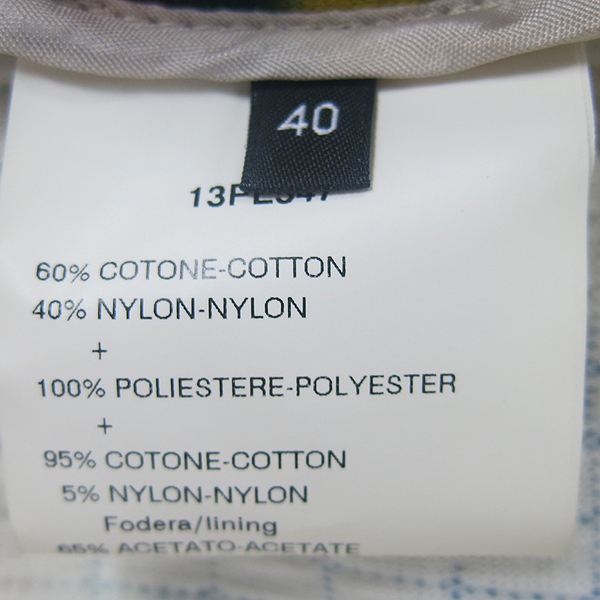 40
60% COTONE-COTTON
40% NYLON-NYLON
+
100% POLIESTERE-POLYESTER
+
95% COTONE-COTTON
5% NYLON-NYLON
Fodera/lining
65% ACETATO-ACETATE